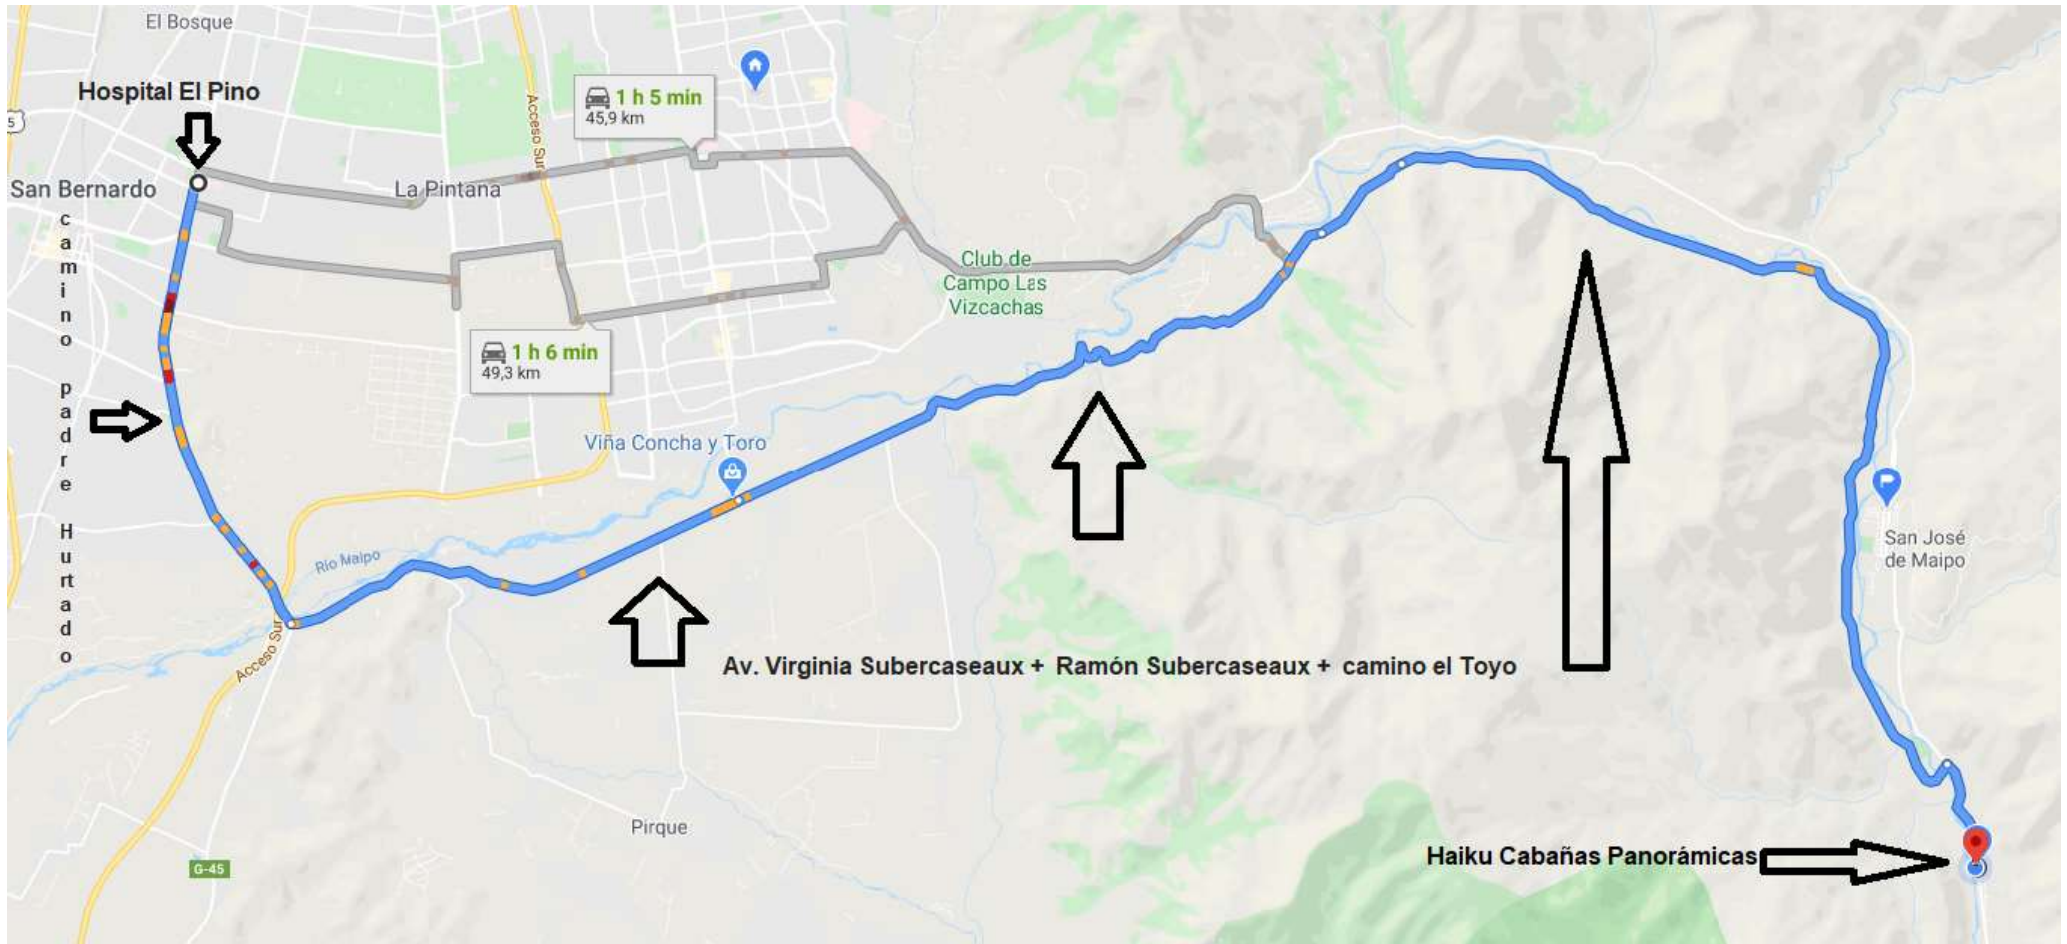 El Bosque
Hospital El Pino
5
Acceso Sur
1 h 5 min
45,9 km
San Bernardo
La Pintana
camino padre Hurtado
Club de
Campo Las
Vizcachas
1 h 6 min
49,3 km
Viña Concha y Toro
Río Maipo
San José
de Maipo
Acceso Sur
Av. Virginia Subercaseaux + Ramón Subercaseaux + camino el Toyo
Pirque
Haiku Cabañas Panorámicas
G-45